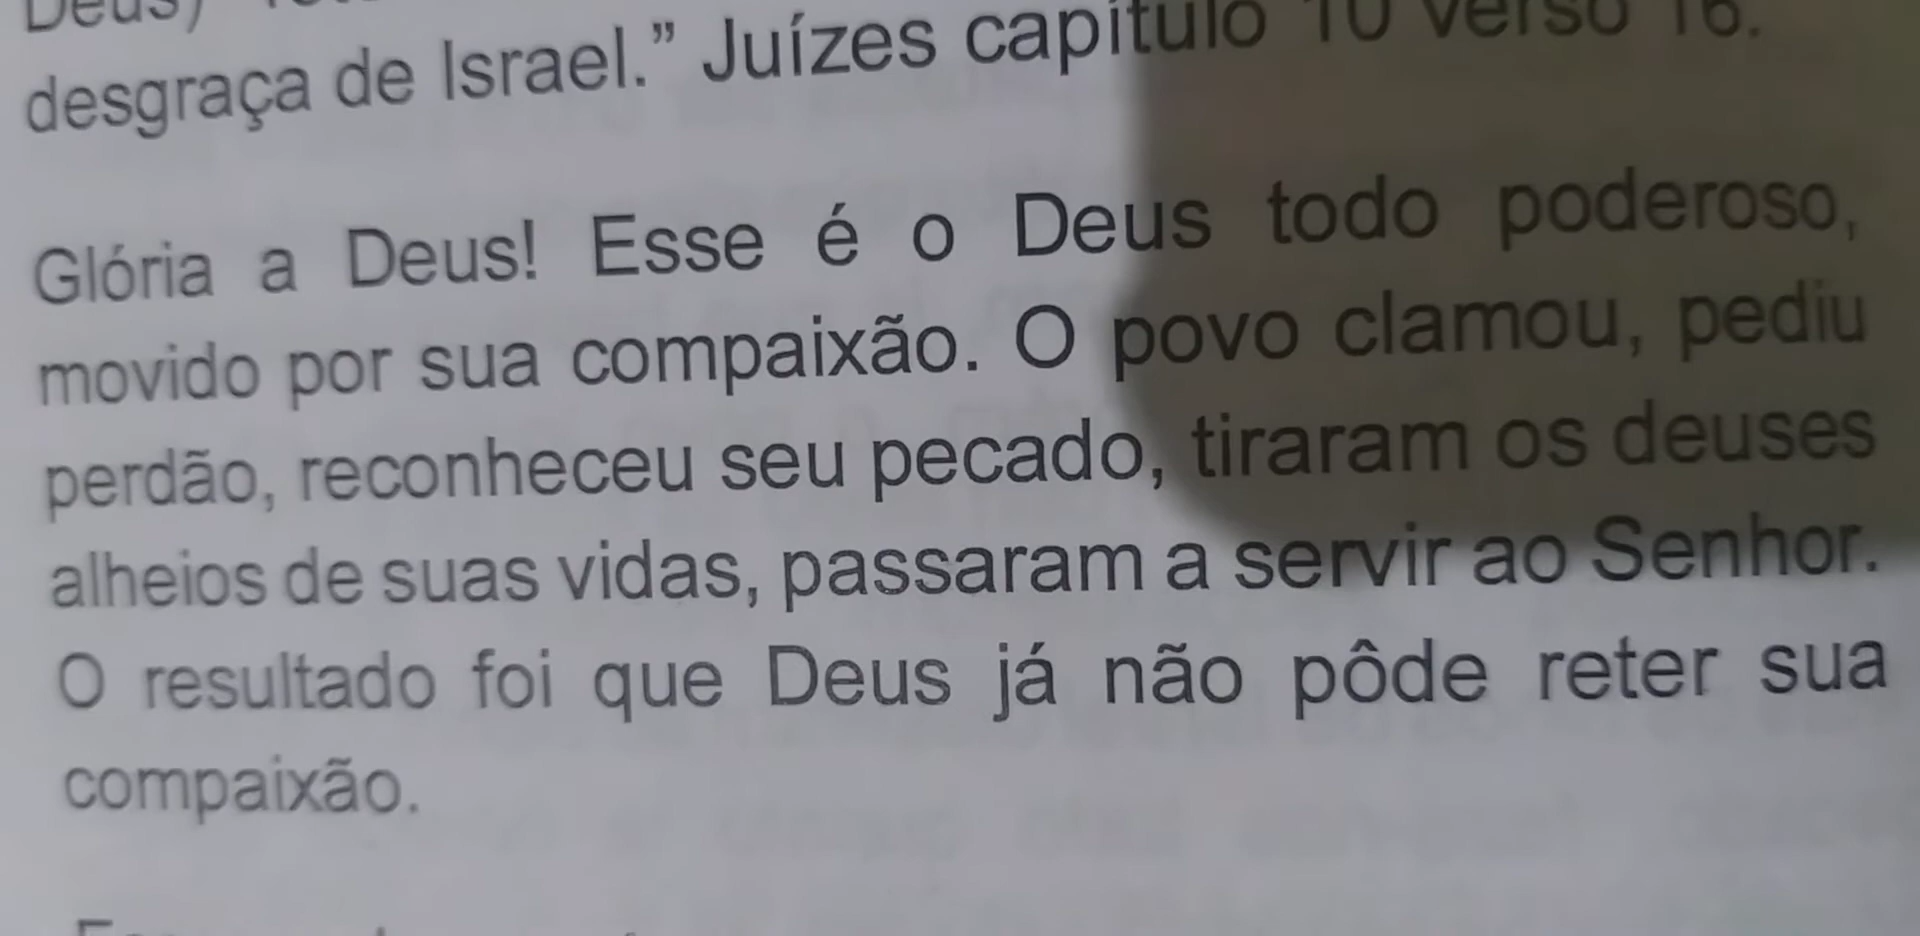 Deus)
desgraça de Israel.” Juízes capítulo 10 verso 16.
Glória a Deus! Esse é o Deus todo poderoso,
movido por sua compaixão. O povo clamou, pediu
perdão, reconheceu seu pecado, tiraram os deuses
alheios de suas vidas, passaram a servir ao Senhor.
O resultado foi que Deus já não pôde reter sua
compaixão.